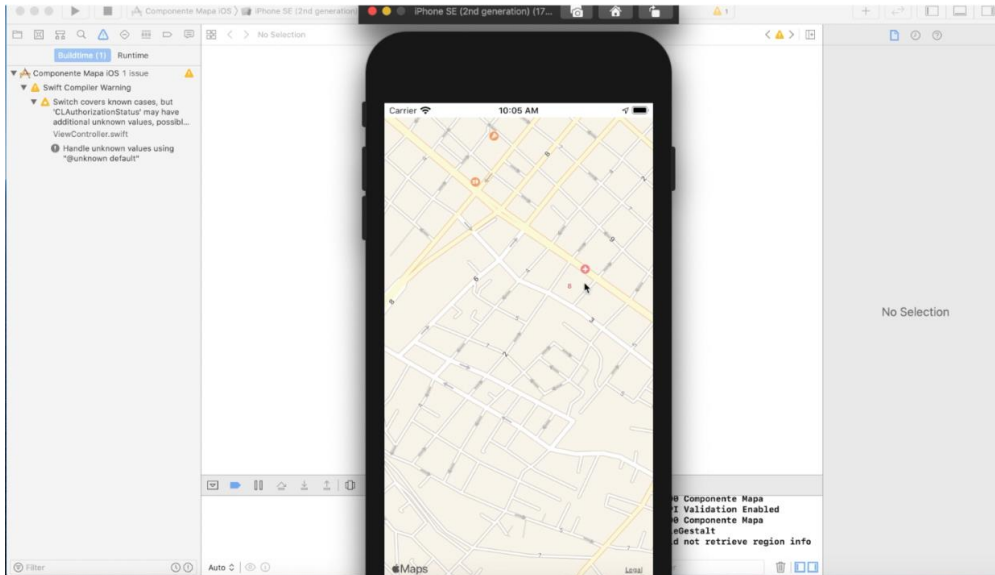 Componente Mapa iOS
iPhone SE (2nd generation)
iPhone SE (2nd generation) (17...
1
No Selection
Buildtime (1)
Runtime
Componente Mapa iOS 1 issue
Swift Compiler Warning
Switch covers known cases, but
'CLAuthorizationStatus' may have
additional unknown values, possibl...
ViewController.swift
Handle unknown values using
"@unknown default"
Carrier
10:05 AM
No Selection
Maps
Legal
Componente Mapa
I Validation Enabled
Componente Mapa
eGestalt
d not retrieve region info
Filter
Auto